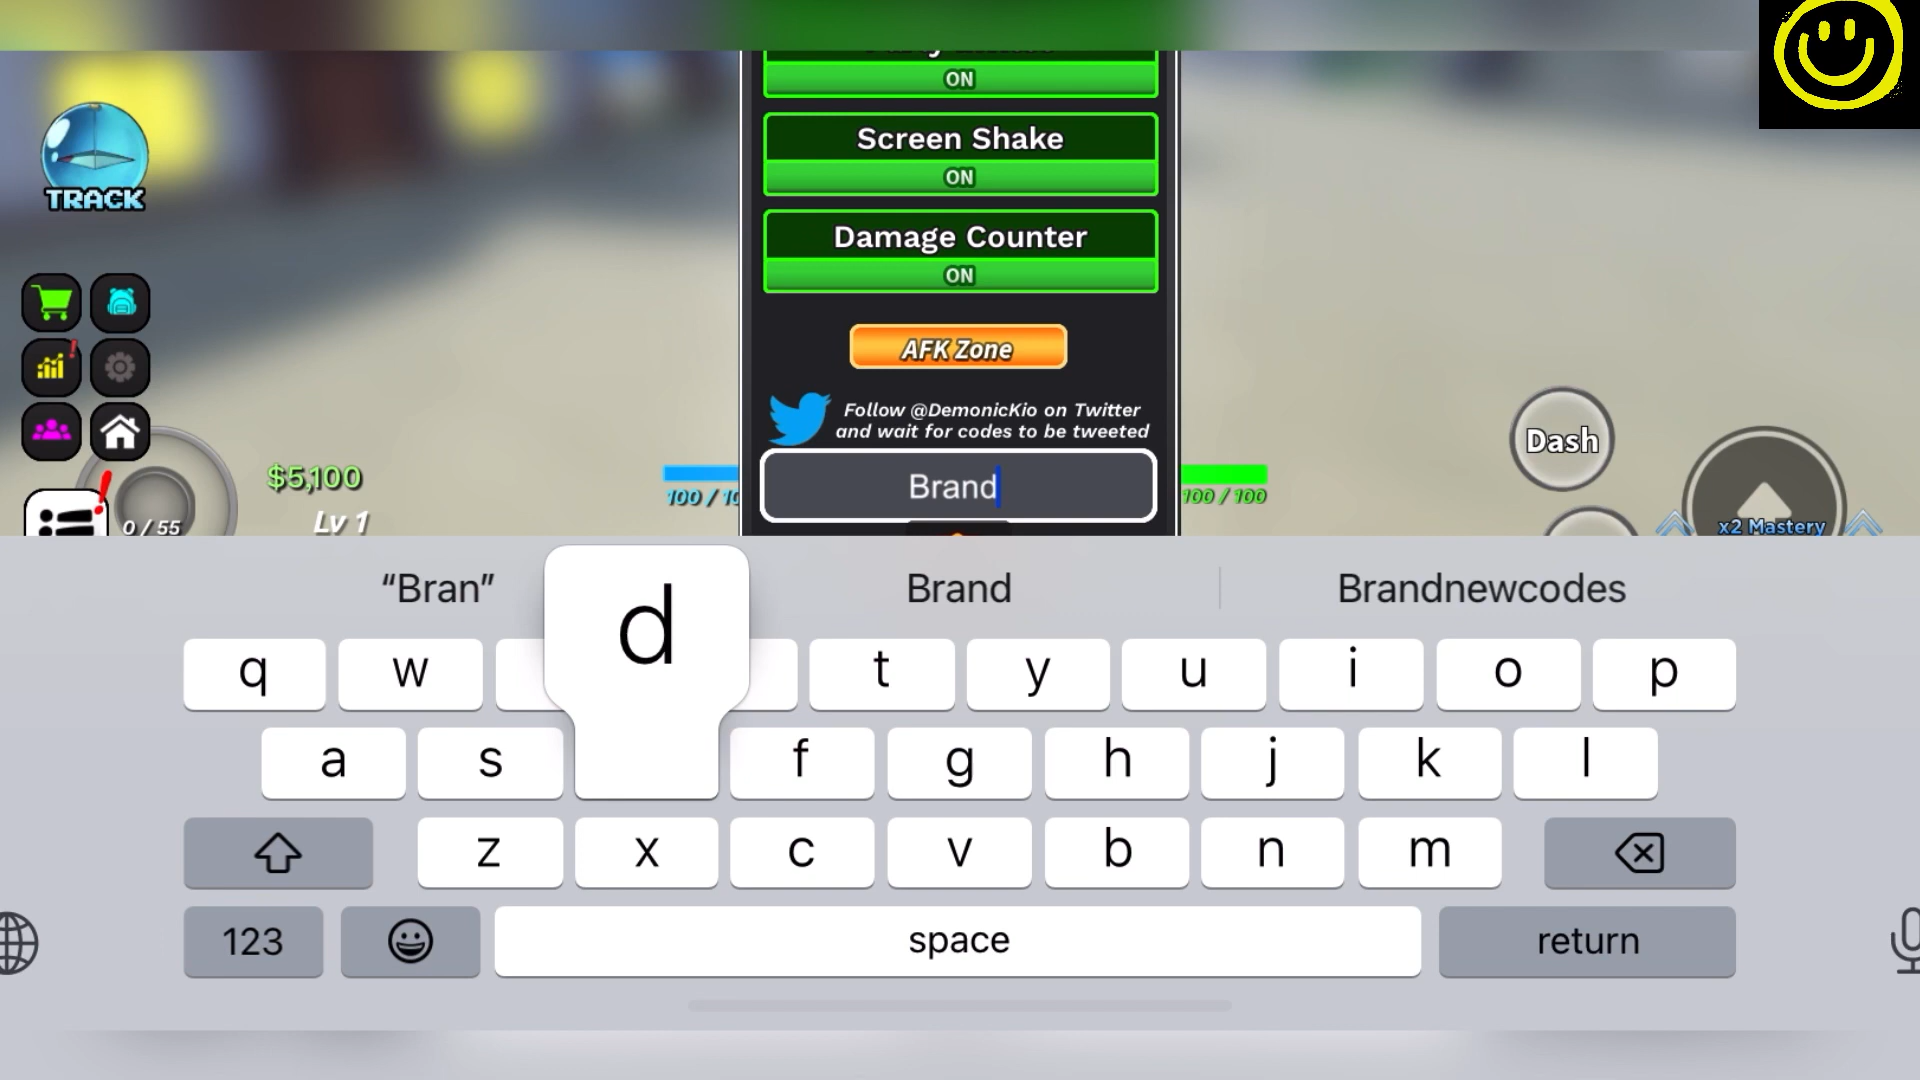 ON
Screen Shake
ON
Damage Counter
ON
AFK Zone
Follow @DemonicKio on Twitter
and wait for codes to be tweeted
Brand
TRACK
$5,100
Lv 1
0 / 55
100 / 10
100 / 100
Dash
x2 Mastery
“Bran”
Brand
Brandnewcodes
d
q w t y u i o p
a s f g h j k l
z x c v b n m
123
space
return